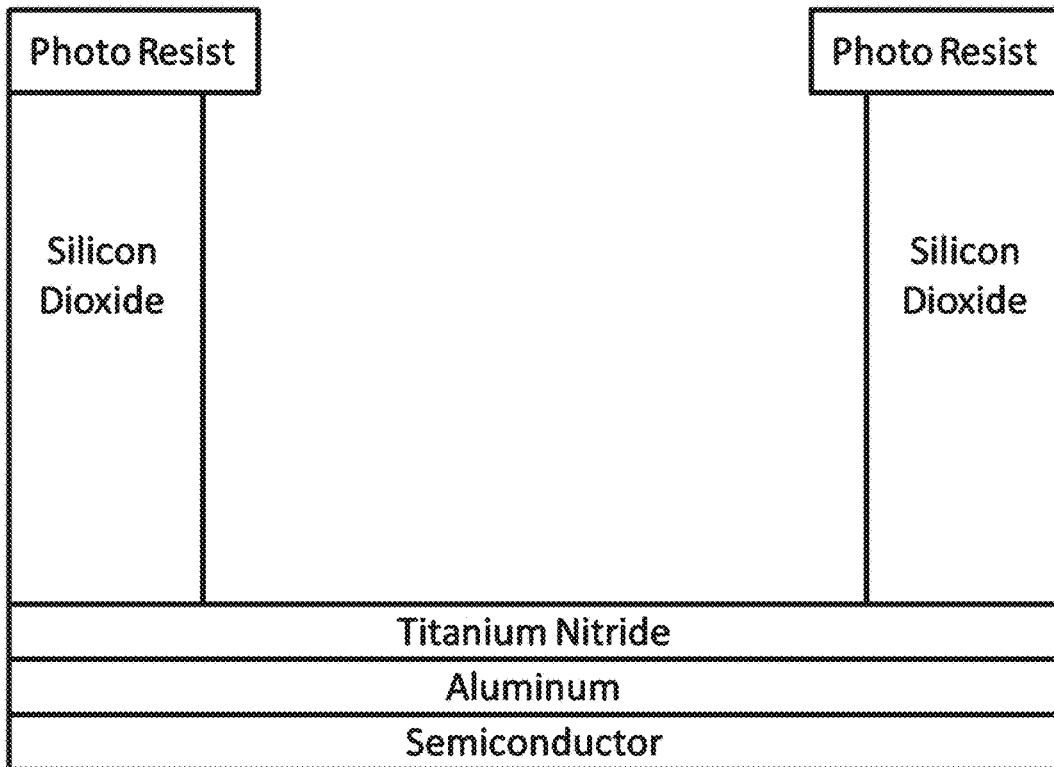 Photo Resist
Photo Resist
Silicon
Dioxide
Silicon
Dioxide
Titanium Nitride
Aluminum
Semiconductor